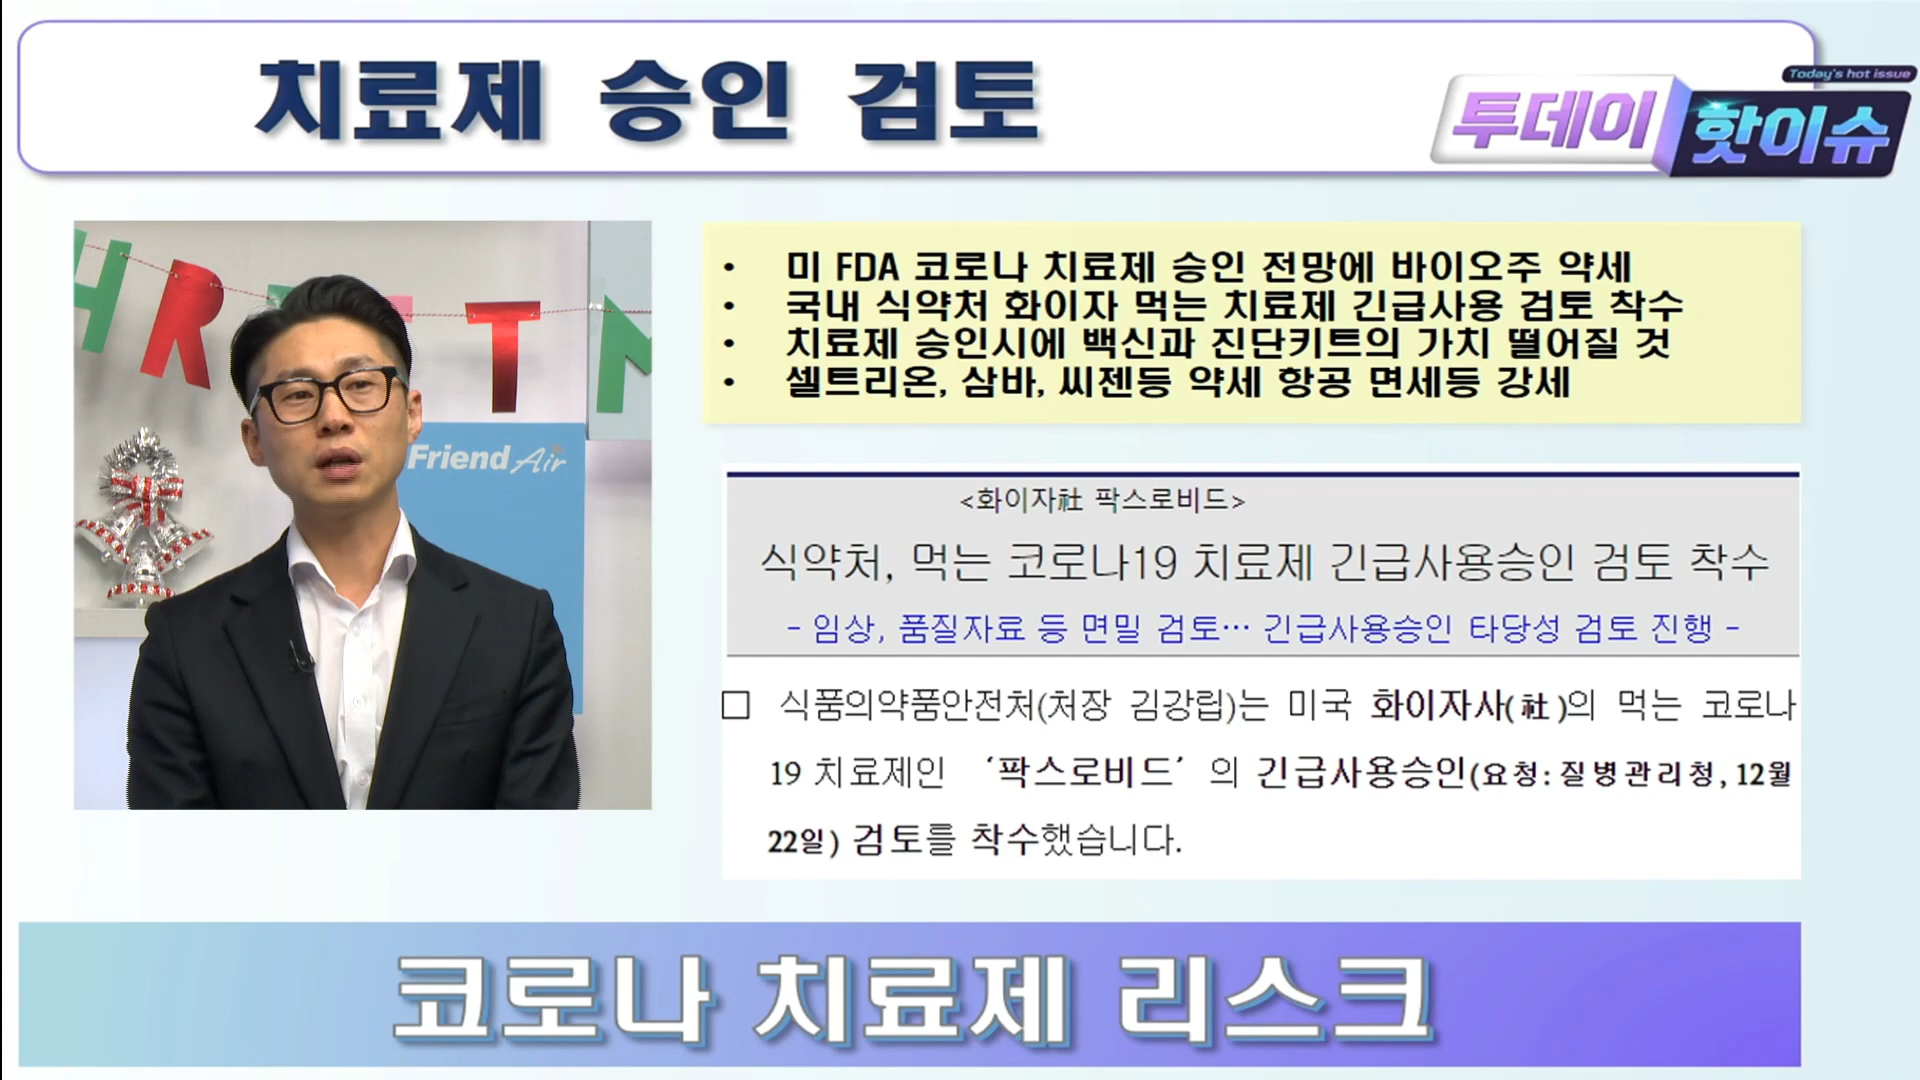 치료제 승인 검토
Today's hot issue
투데이 핫이슈
HRISTM
Friend Air
• 미 FDA 코로나 치료제 승인 전망에 바이오주 약세
• 국내 식약처 화이자 먹는 치료제 긴급사용 검토 착수
• 치료제 승인시에 백신과 진단키트의 가치 떨어질 것
• 셀트리온, 삼바, 씨젠등 약세 항공 면세등 강세
<화이자社 팍스로비드>
식약처, 먹는 코로나19 치료제 긴급사용승인 검토 착수
- 임상, 품질자료 등 면밀 검토… 긴급사용승인 타당성 검토 진행 -
□ 식품의약품안전처(처장 김강립)는 미국 화이자사(社)의 먹는 코로나
19 치료제인 ‘팍스로비드’의 긴급사용승인(요청: 질병관리청, 12월
22일) 검토를 착수했습니다.
코로나 치료제 리스크